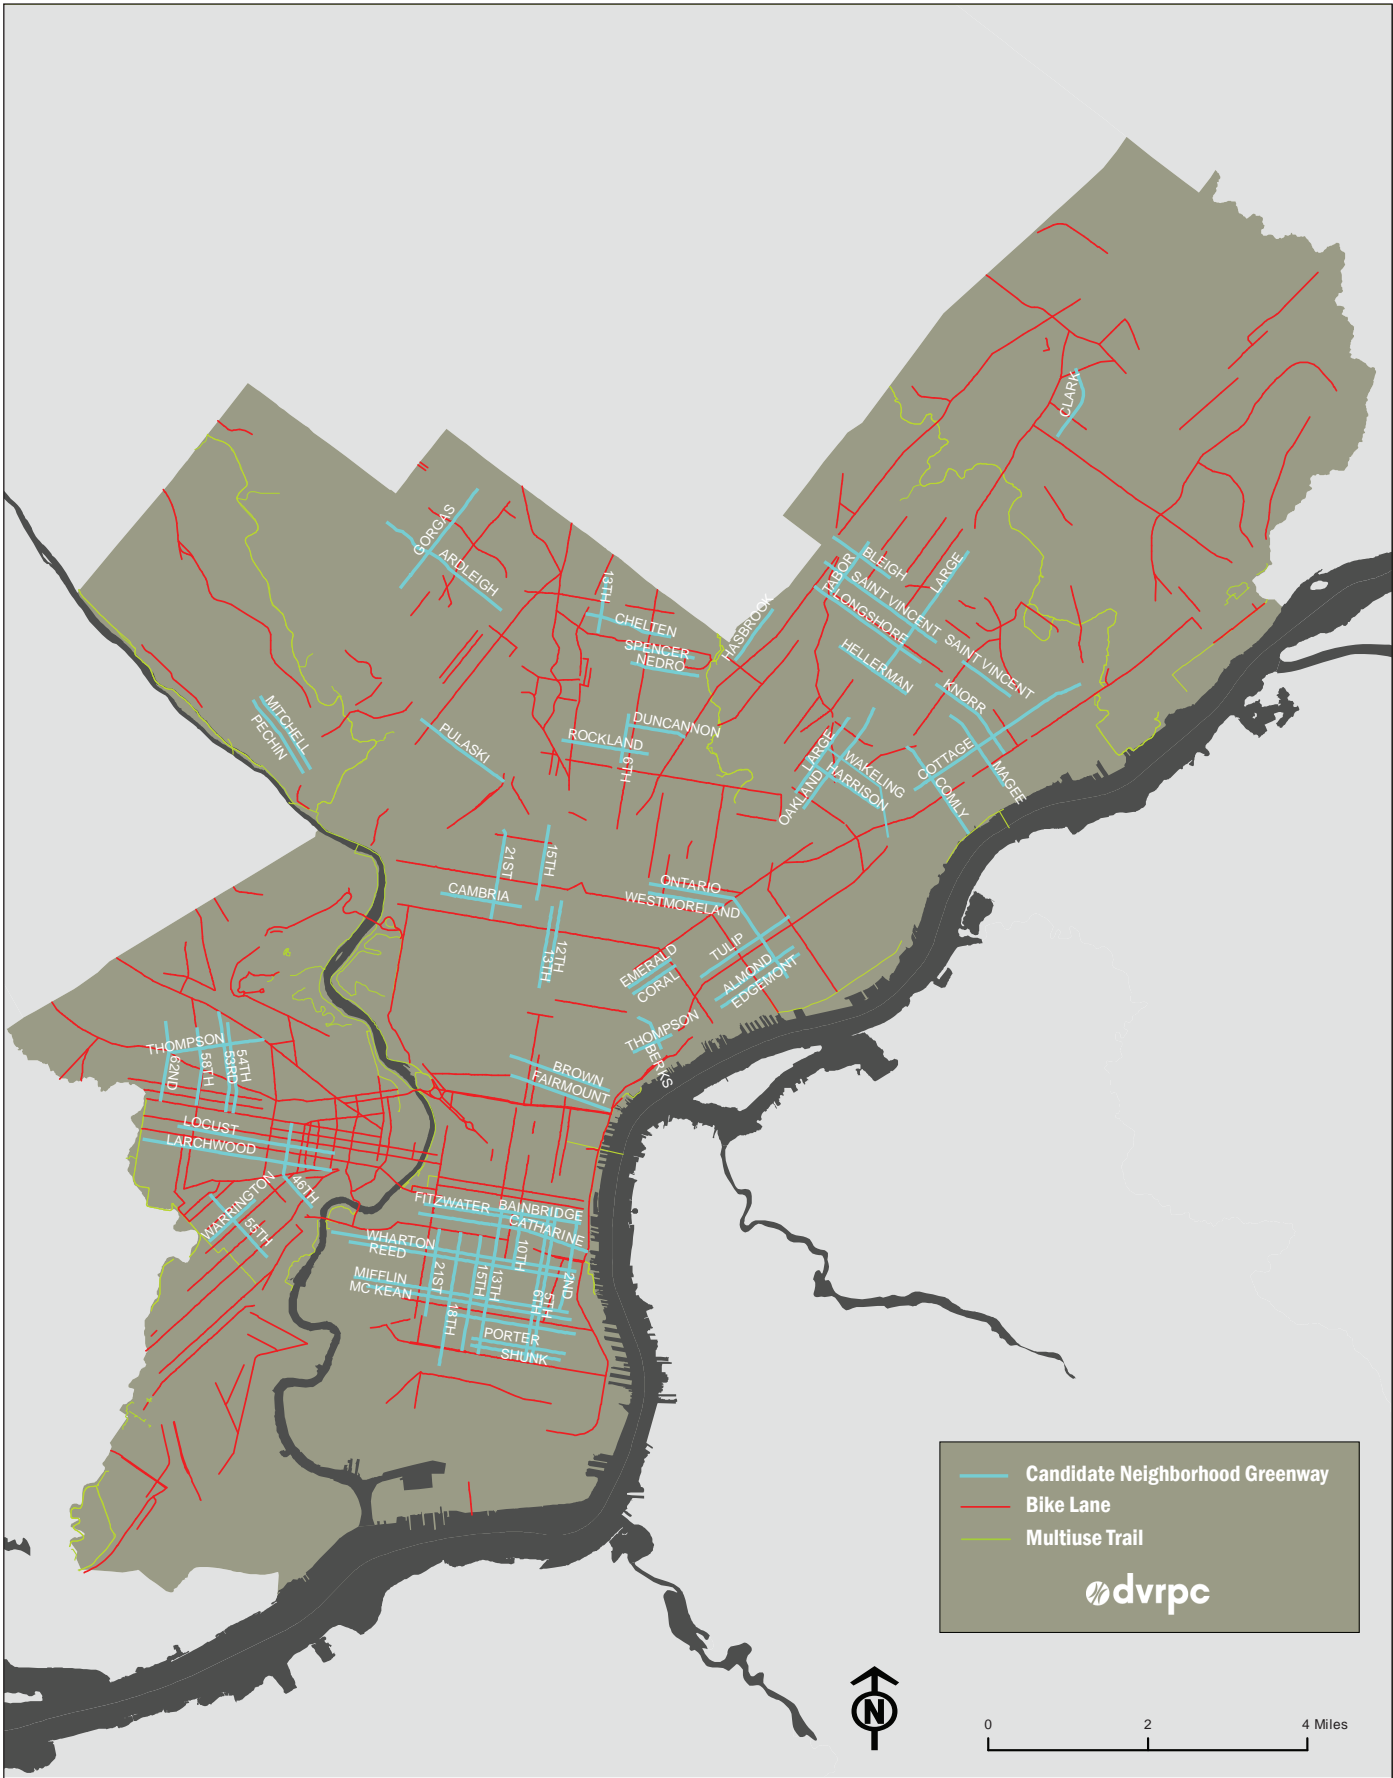 CLARK
GORGAS
ARDLEIGH
13TH
CHELTEN
SPENCER
NEDRO
HASBROOK
TABOR
BLEIGH
SAINT VINCENT
LONGSHORE
LARGE
HELLERMAN
SAINT VINCENT
KNORR
MITCHELL
PECHIN
PULASKI
DUNCANNON
ROCKLAND
6TH
LARGE
OAKLAND
WAKELING
HARRISON
COTTAGE
COMLY
MAGEE
21ST
15TH
CAMBRIA
ONTARIO
WESTMORELAND
12TH
13TH
EMERALD
CORAL
TULIP
ALMOND
EDGEMONT
THOMPSON
BERKS
THOMPSON
62ND
58TH
53RD
54TH
BROWN
FAIRMOUNT
LOCUST
LARCHWOOD
WARRINGTON
46TH
55TH
FITZWATER
BAINBRIDGE
CATHARINE
WHARTON
REED
10TH
MIFFLIN
MC KEAN
21ST
15TH
13TH
2ND
5TH
6TH
18TH
PORTER
SHUNK
Candidate Neighborhood Greenway
Bike Lane
Multiuse Trail
dvrpc
N
0 2 4 Miles